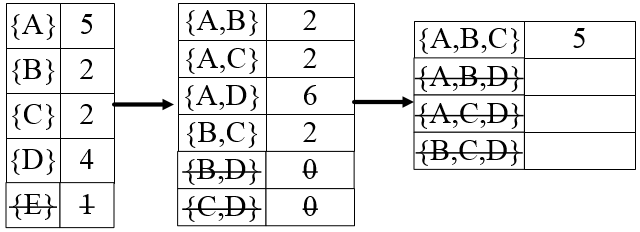 {A} 5
{B} 2
{C} 2
{D} 4
{E} 1
{A,B} 2
{A,C} 2
{A,D} 6
{B,C} 2
{B,D} 0
{C,D} 0
{A,B,C} 5
{A,B,D}
{A,C,D}
{B,C,D}